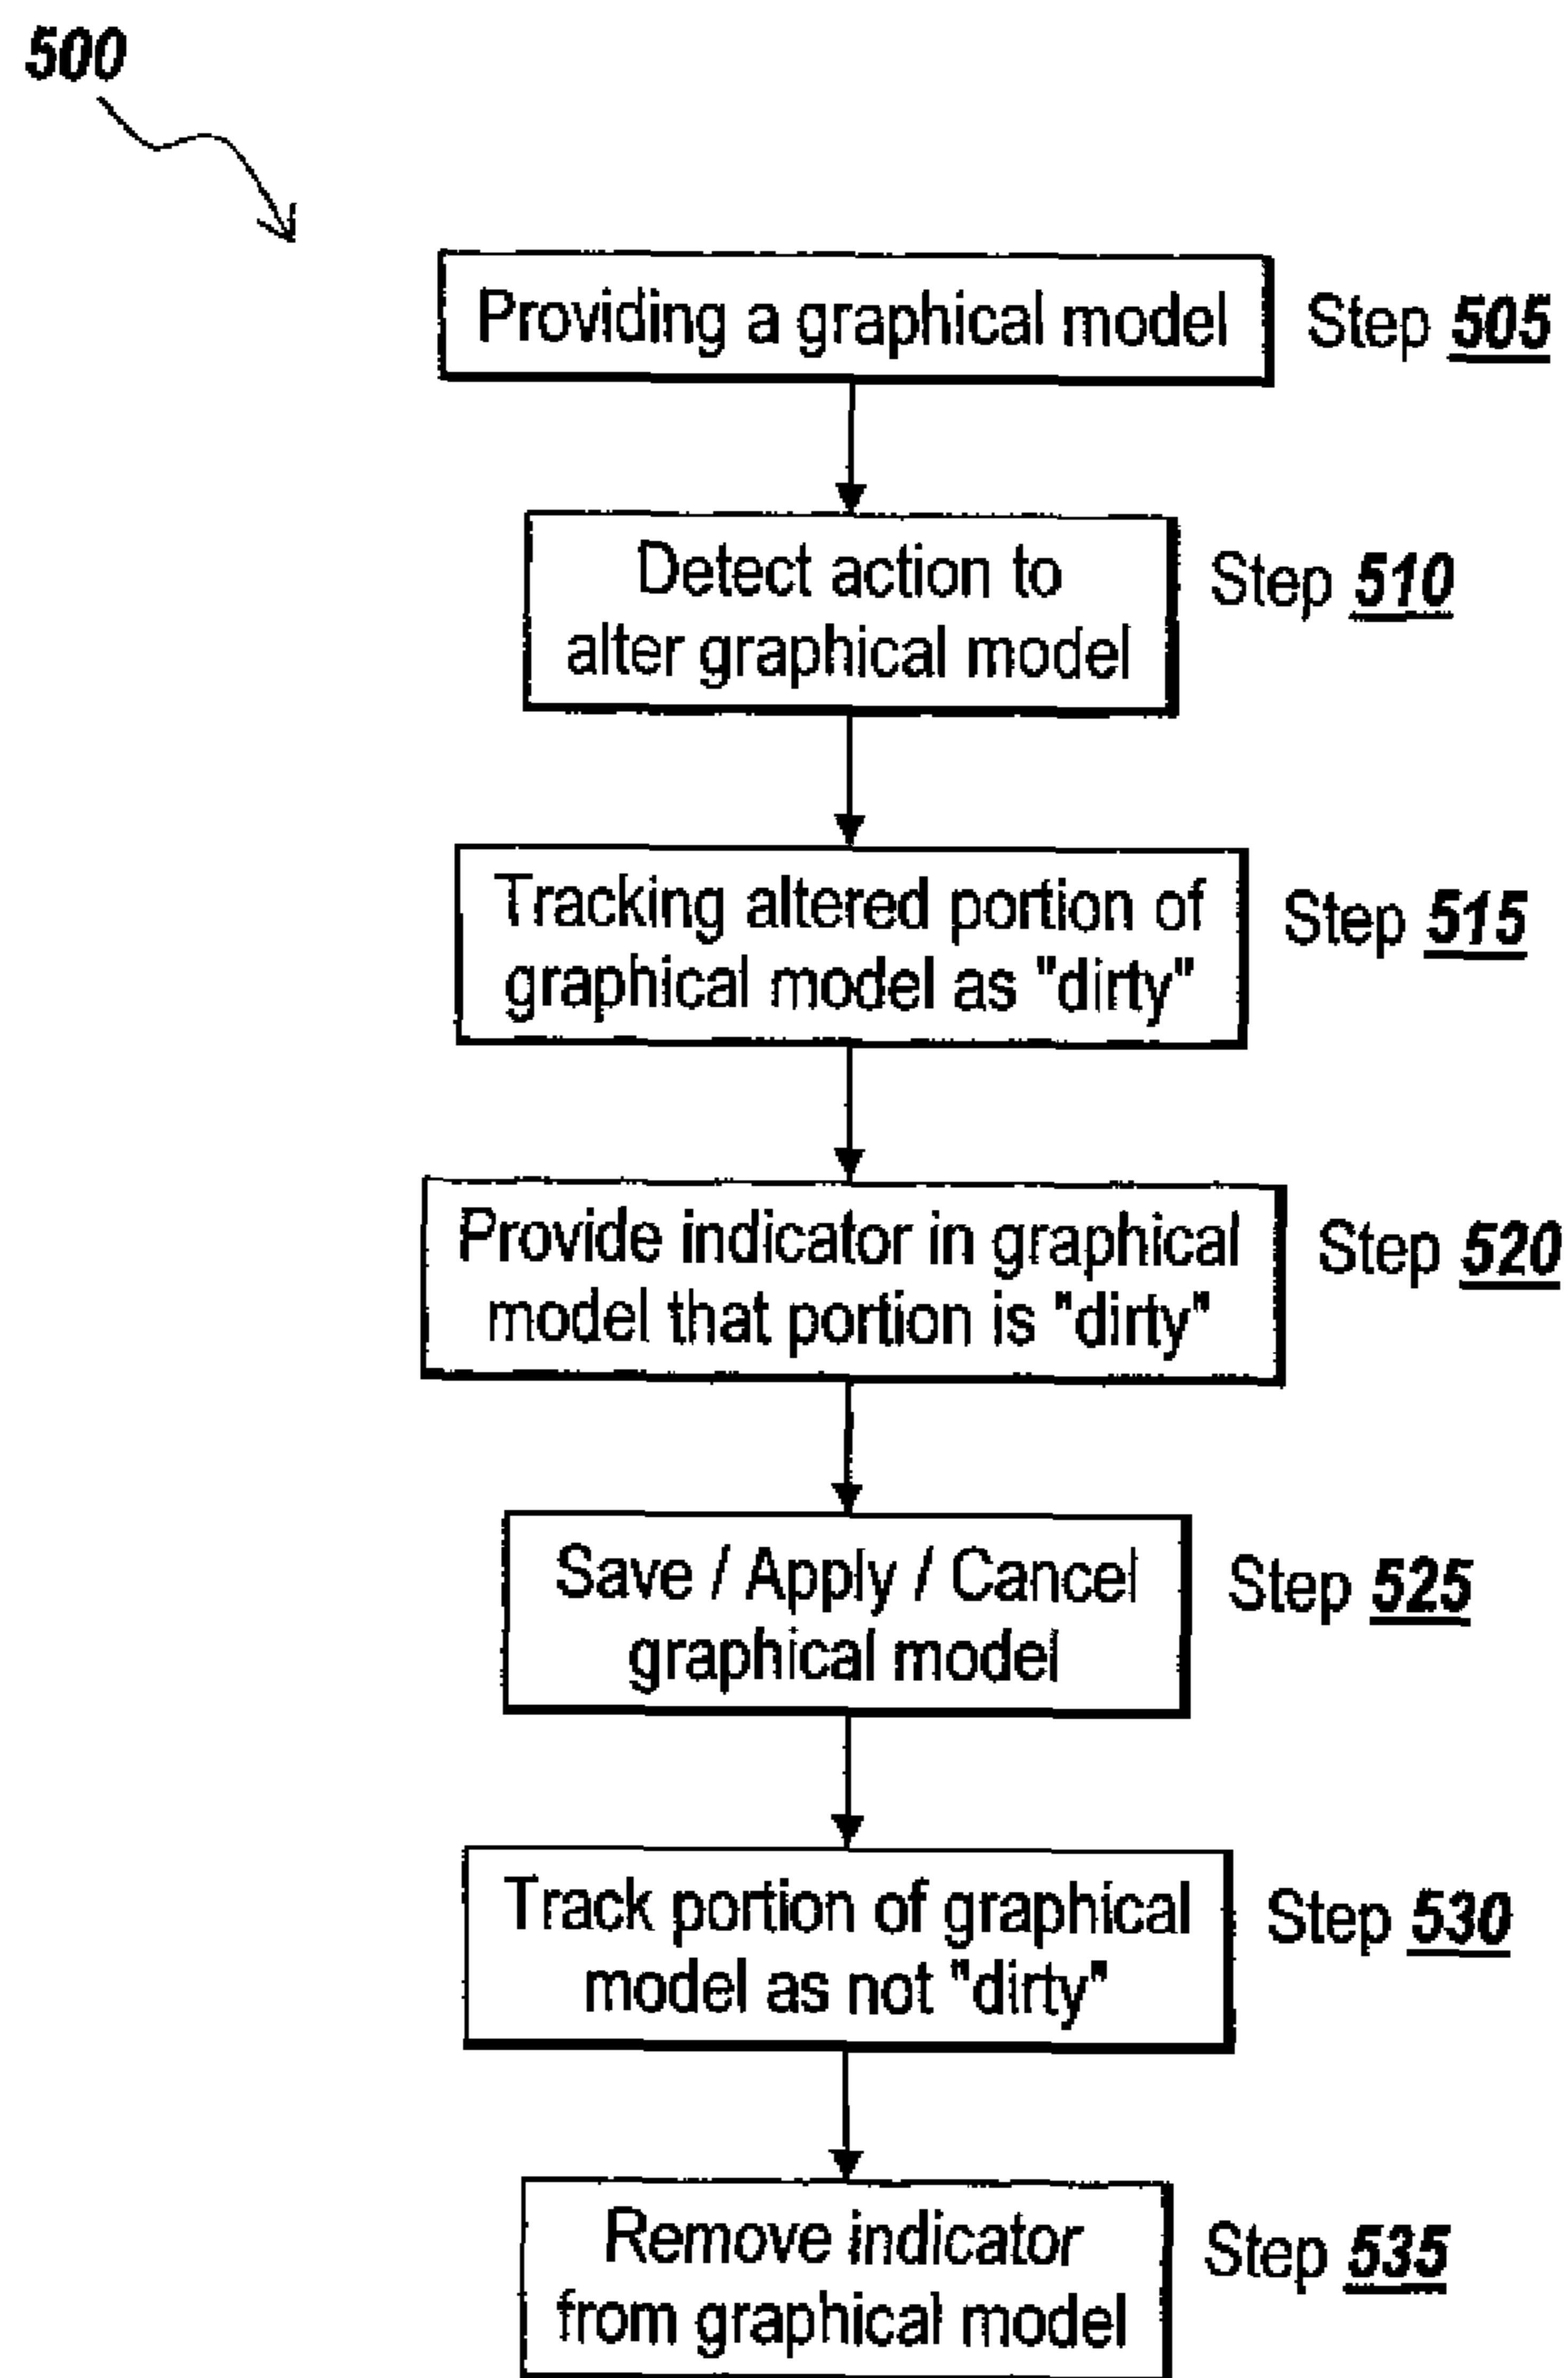 500
Providing a graphical model
Step 505
Detect action to
alter graphical model
Step 510
Tracking altered portion of
graphical model as "dirty"
Step 515
Provide indicator in graphical
model that portion is "dirty"
Step 520
Save / Apply / Cancel
graphical model
Step 525
Track portion of graphical
model as not "dirty"
Step 530
Remove indicator
from graphical model
Step 535